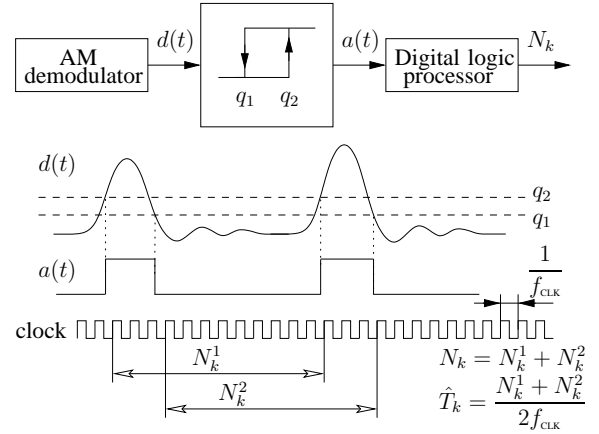 AM demodulator
d(t)
q₁ q₂
a(t)
Digital logic processor
N_k
d(t)
q₂
q₁
a(t)
1/f_CLK
clock
N_k^1
N_k^2
N_k = N_k^1 + N_k^2
T̂_k = (N_k^1 + N_k^2)/(2f_CLK)